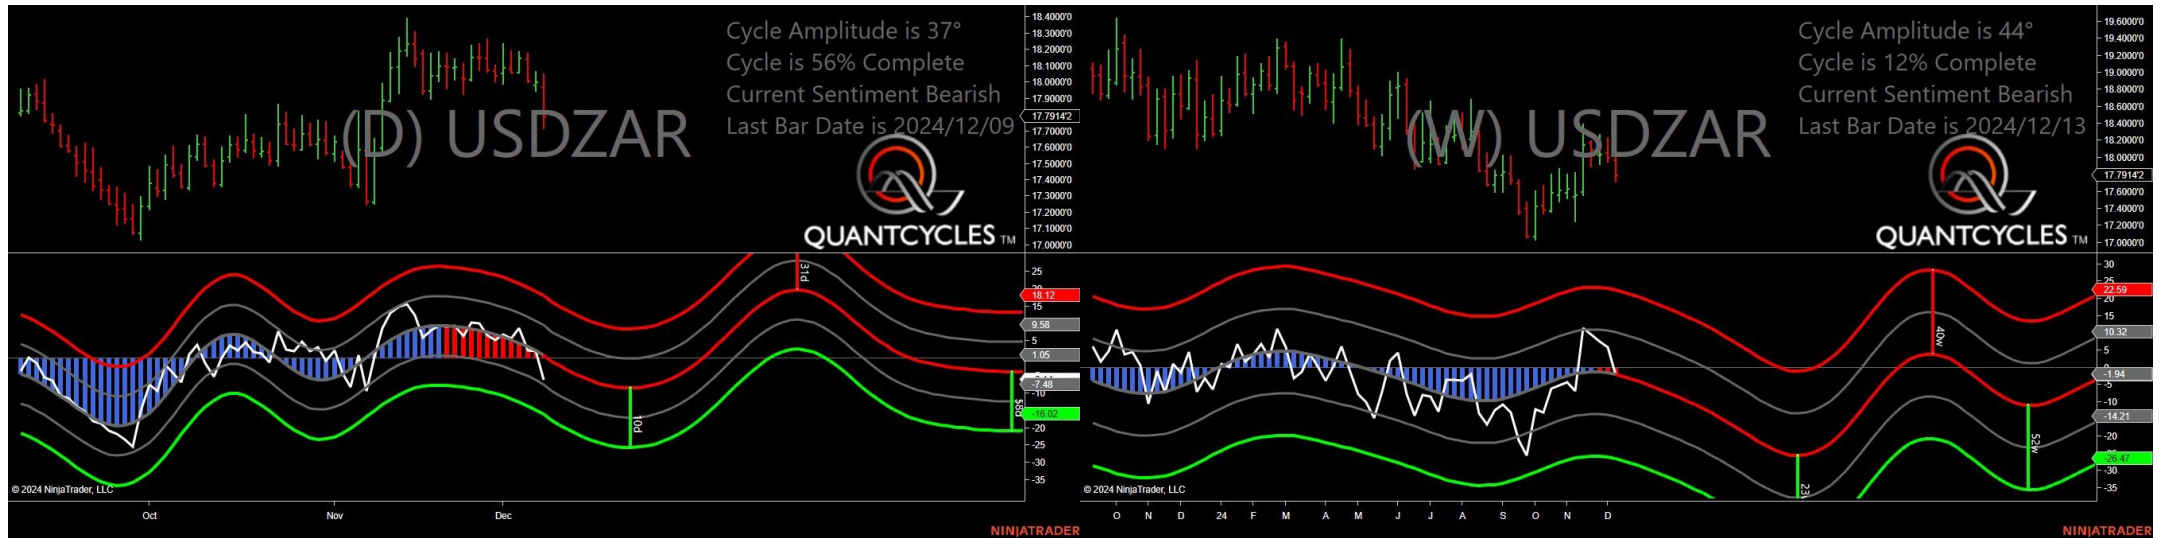 Cycle Amplitude is 37°
Cycle is 56% Complete
Current Sentiment Bearish
Last Bar Date is 2024/12/09
(D) USDZAR
QUANTCYCLES TM
18.4000'0
18.3000'0
18.2000'0
18.1000'0
18.0000'0
17.9000'0
17.7914'2
17.7000'0
17.6000'0
17.5000'0
17.4000'0
17.3000'0
17.2000'0
17.1000'0
17.0000'0
25
18.12
15
9.58
5
1.05
-7.48
-10
-16.02
-20
-25
-30
-35
10d
31d
58d
© 2024 NinjaTrader, LLC
Oct
Nov
Dec
NINJATRADER
Cycle Amplitude is 44°
Cycle is 12% Complete
Current Sentiment Bearish
Last Bar Date is 2024/12/13
(W) USDZAR
QUANTCYCLES TM
19.6000'0
19.4000'0
19.2000'0
19.0000'0
18.8000'0
18.6000'0
18.4000'0
18.2000'0
18.0000'0
17.7914'2
17.6000'0
17.4000'0
17.2000'0
17.0000'0
30
22.59
20
15
10.32
5
-1.94
-5
-10
-14.21
-20
-26.47
-30
-35
40w
52w
© 2024 NinjaTrader, LLC
O N D 24 F M A M J J A S O N D
NINJATRADER